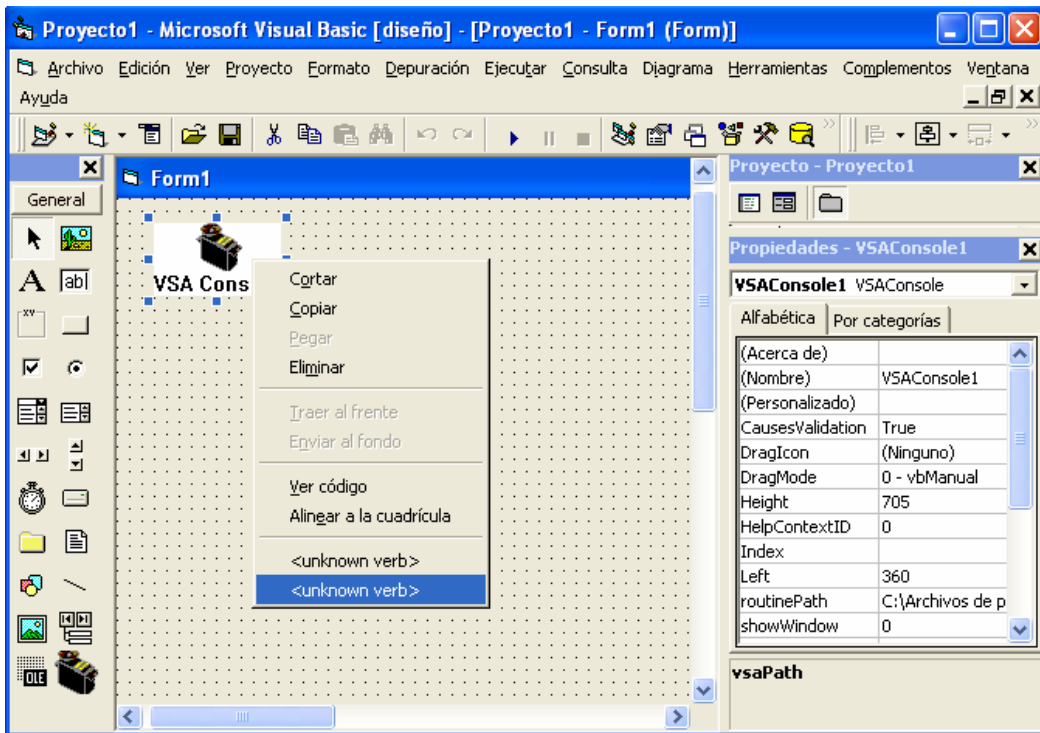 Proyecto1 - Microsoft Visual Basic [diseño] - [Proyecto1 - Form1 (Form)]
Archivo Edición Ver Proyecto Formato Depuración Ejecutar Consulta Diagrama Herramientas Complementos Ventana
Ayuda
General
A
ab
XY
OLE
Form1
VSA Cons
Cortar
Copiar
Pegar
Eliminar
Traer al frente
Enviar al fondo
Ver código
Alinear a la cuadrícula
<unknown verb>
<unknown verb>
Proyecto - Proyecto1
Propiedades - VSAConsole1
VSAConsole1 VSAConsole
Alfabética Por categorías
(Acerca de)
(Nombre) VSAConsole1
(Personalizado)
CausesValidation True
DragIcon (Ninguno)
DragMode 0 - vbManual
Height 705
HelpContextID 0
Index
Left 360
routinePath C:\Archivos de p
showWindow 0
vsaPath